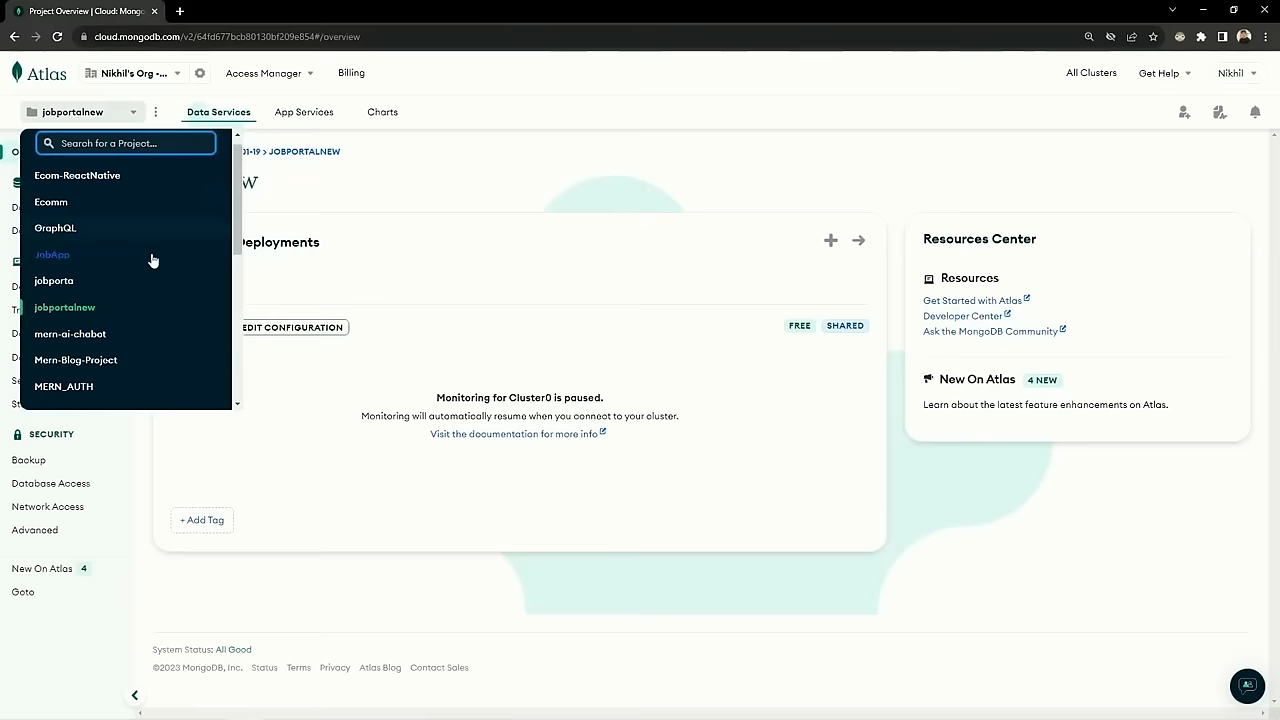 Project Overview | Cloud: Mong
cloud.mongodb.com/v2/64fd677bcb80130bf209e854#/overview
Atlas
Nikhil's Org -...
Access Manager
Billing
All Clusters
Get Help
Nikhil
jobportalnew
Data Services
App Services
Charts
Search for a Project...
Ecom-ReactNative
Ecomm
GraphQL
JobApp
jobporta
jobportalnew
mern-ai-chabot
Mern-Blog-Project
MERN_AUTH
01-19 > JOBPORTALNEW
W
Deployments
EDIT CONFIGURATION
FREE
SHARED
Monitoring for Cluster0 is paused.
Monitoring will automatically resume when you connect to your cluster.
Visit the documentation for more info
+ Add Tag
Resources Center
Resources
Get Started with Atlas
Developer Center
Ask the MongoDB Community
New On Atlas 4 NEW
Learn about the latest feature enhancements on Atlas.
SECURITY
Backup
Database Access
Network Access
Advanced
New On Atlas 4
Goto
System Status: All Good
©2023 MongoDB, Inc. Status Terms Privacy Atlas Blog Contact Sales